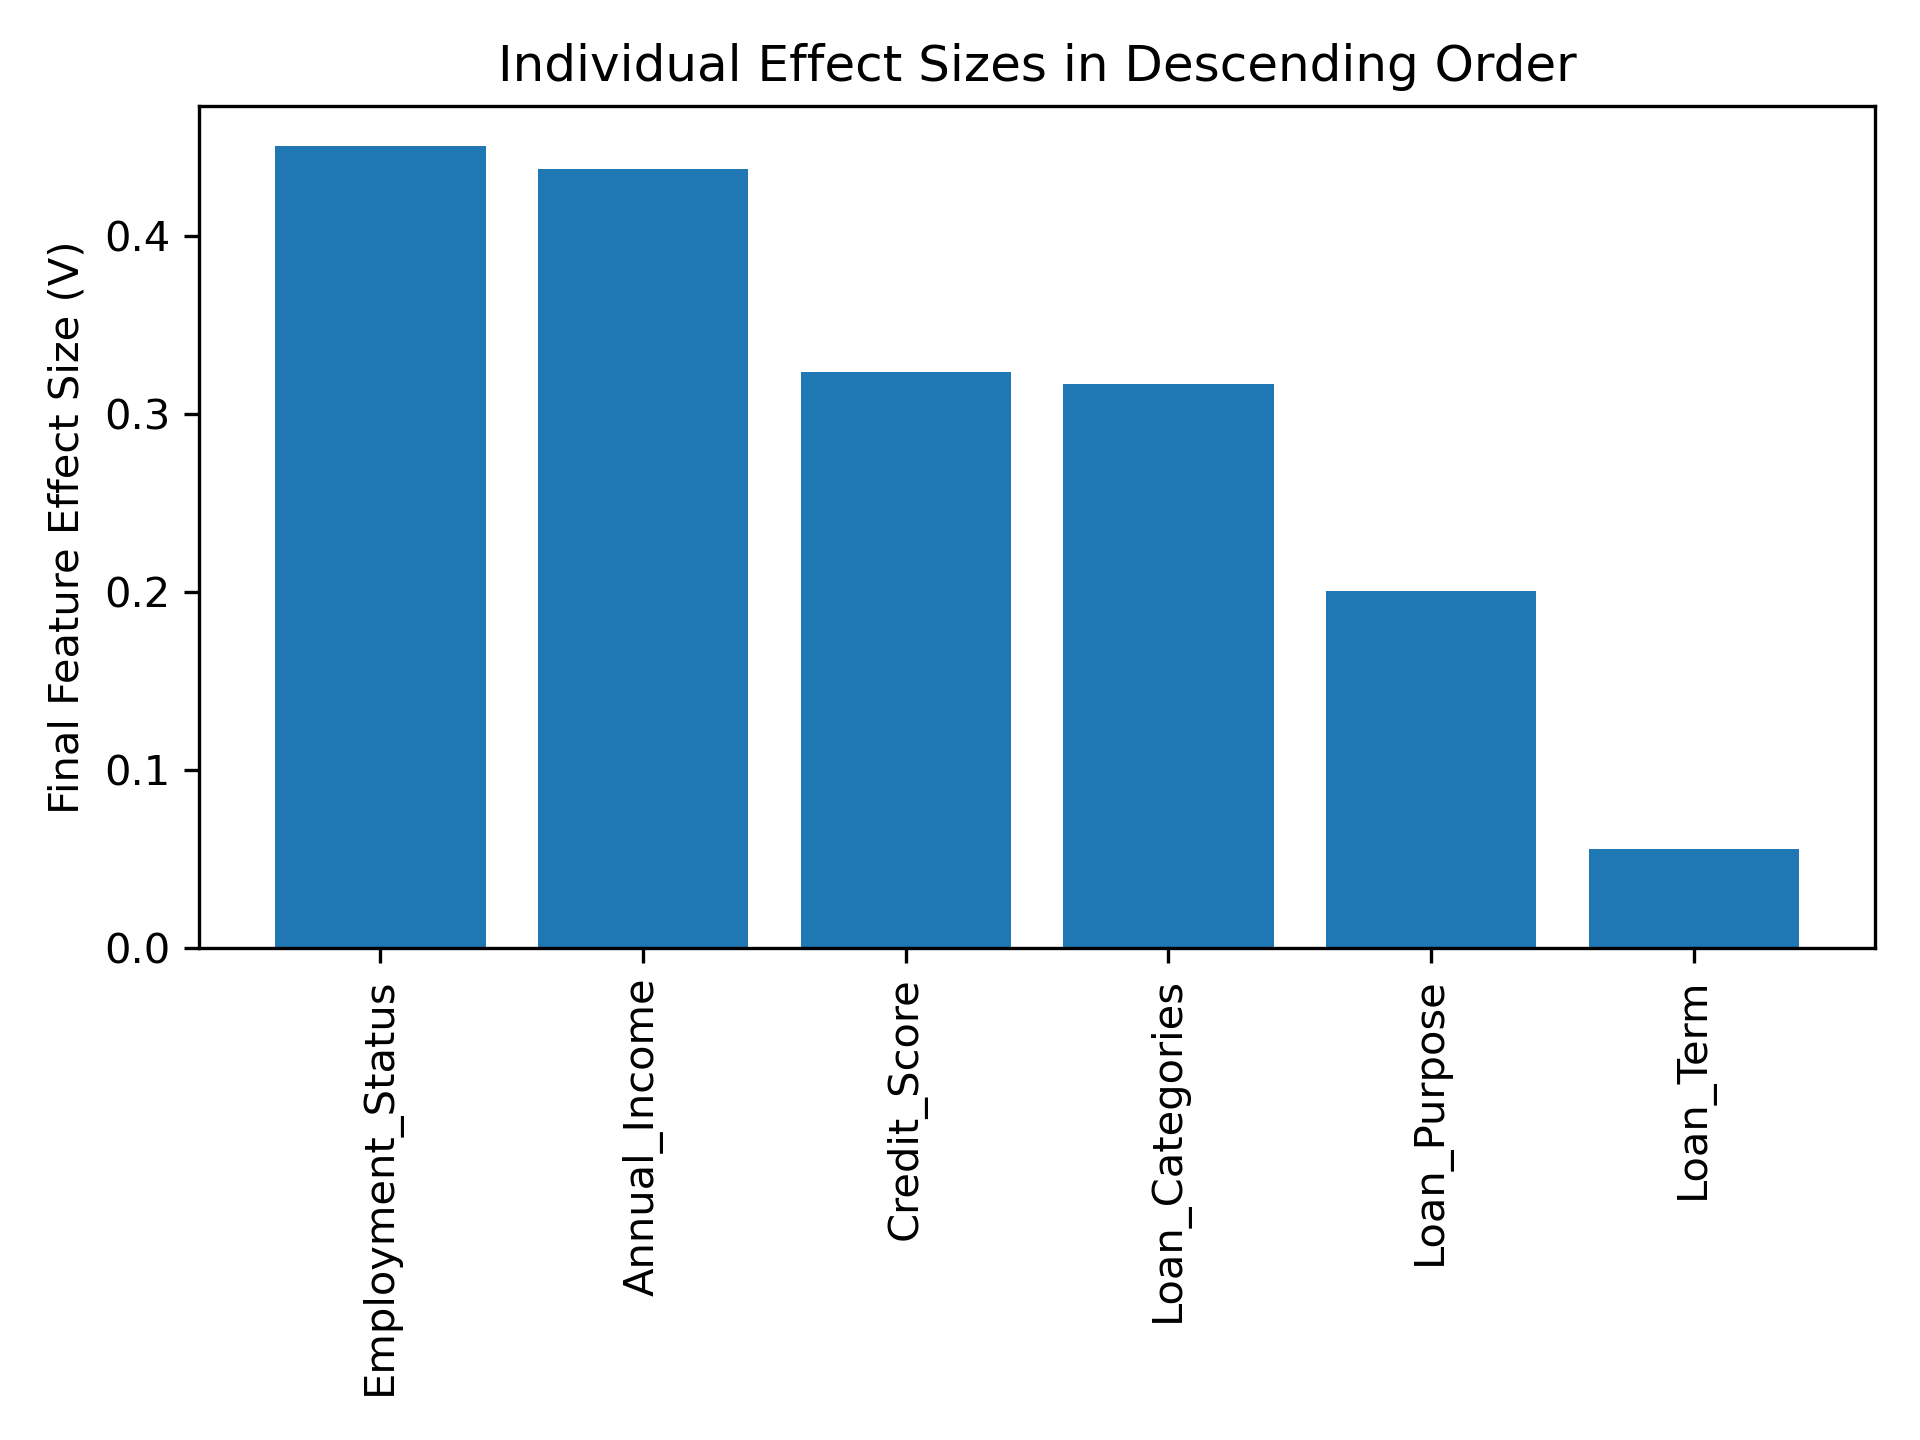 Individual Effect Sizes in Descending Order
Final Feature Effect Size (V)
0.4
0.3
0.2
0.1
0.0
Employment_Status
Annual_Income
Credit_Score
Loan_Categories
Loan_Purpose
Loan_Term